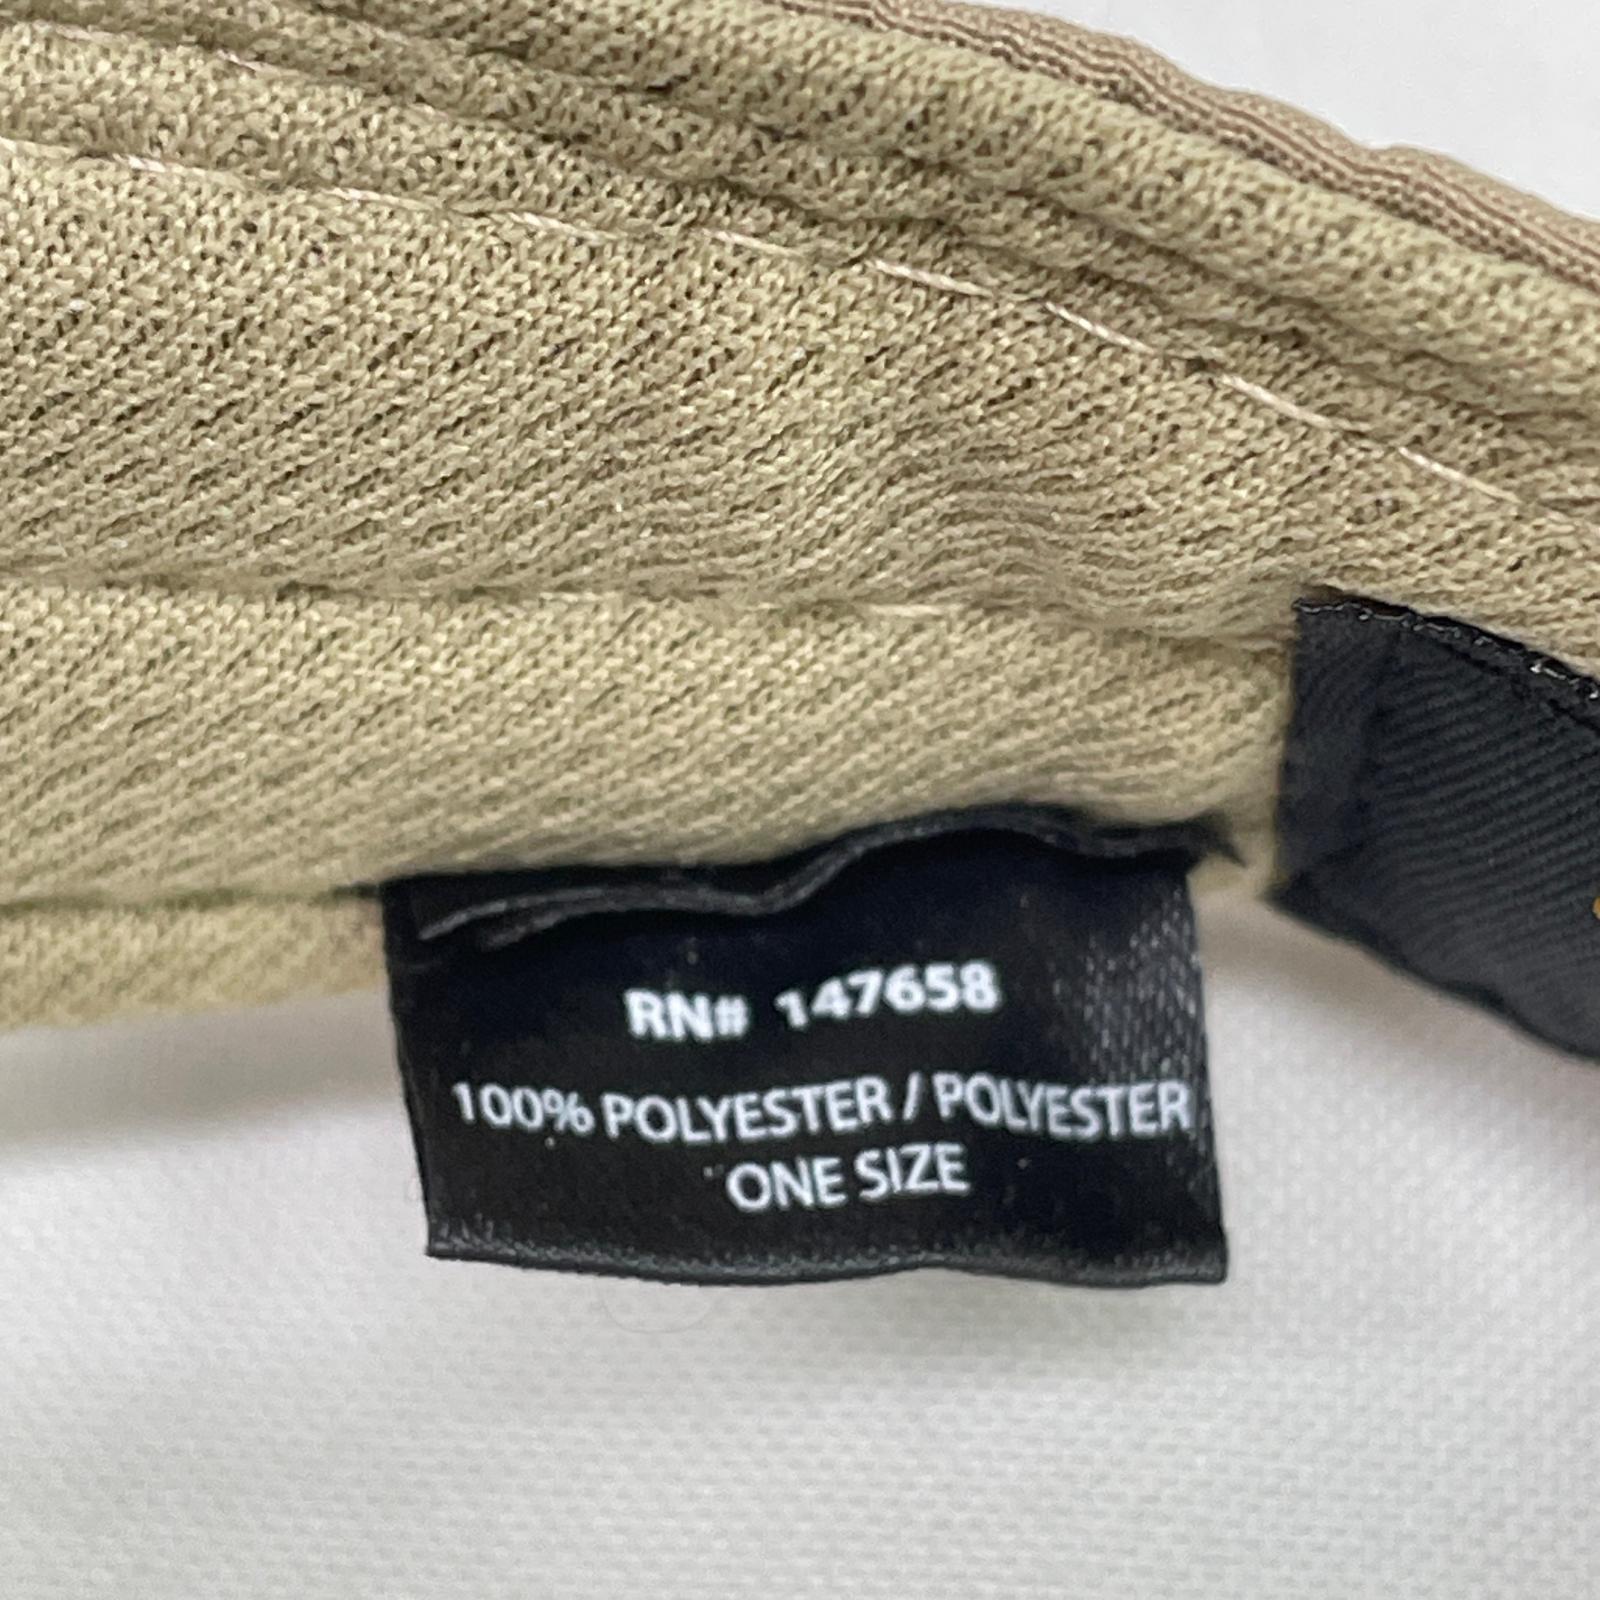 RN# 147658
100% POLYESTER / POLYESTER
ONE SIZE